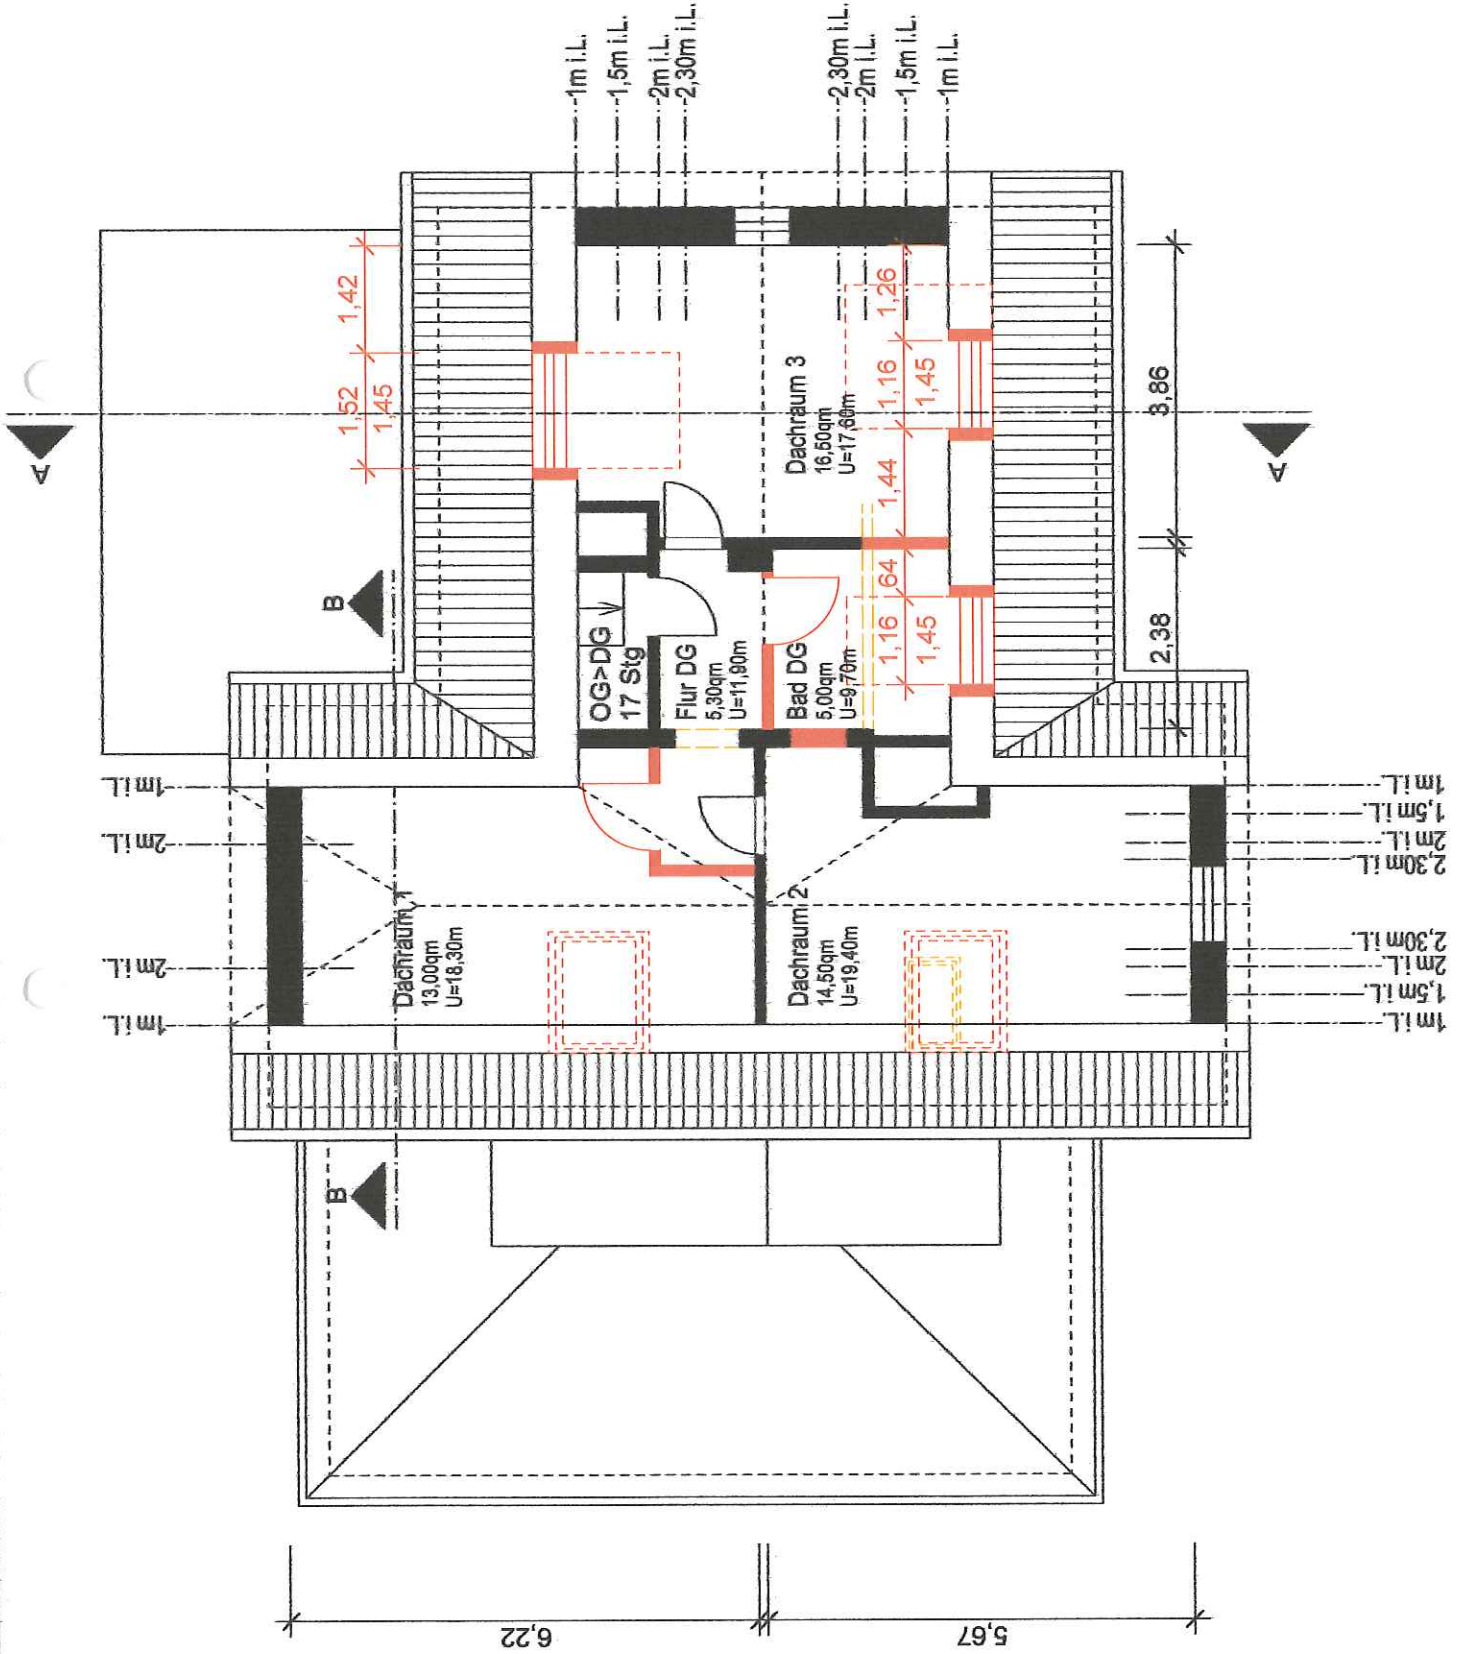 1m i.L.
1,5m i.L.
2m i.L.
2,30m i.L.
2,30m i.L.
2m i.L.
1,5m i.L.
1m i.L.
A
1,42
1,52
1,45
B
OG>DG
17 Stg
Flur DG
5,30qm
U=11,90m
Bad DG
5,00qm
U=9,70m
Dachraum 3
16,50qm
U=17,60m
1,26
1,16
1,45
1,44
64
1,16
1,45
3,86
2,38
A
1m i.L.
2m i.L.
2m i.L.
1m i.L.
Dachraum 1
13,00qm
U=18,30m
Dachraum 2
14,50qm
U=19,40m
1m i.L.
1,5m i.L.
2m i.L.
2,30m i.L.
2,30m i.L.
2m i.L.
1,5m i.L.
1m i.L.
B
6,22
5,67